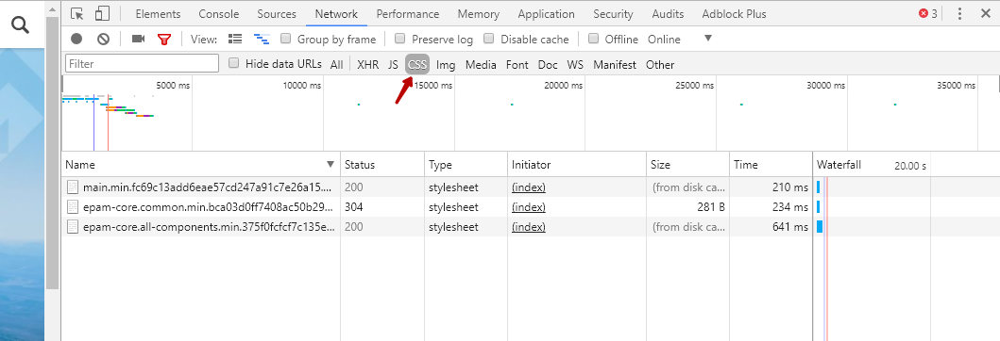 Elements Console Sources Network Performance Memory Application Security Audits Adblock Plus 3
View: Group by frame Preserve log Disable cache Offline Online
Filter Hide data URLs All XHR JS CSS Img Media Font Doc WS Manifest Other
5000 ms 10000 ms 15000 ms 20000 ms 25000 ms 30000 ms 35000 ms
Name Status Type Initiator Size Time Waterfall 20.00 s
main.min.fc69c13add6eae57cd247a91c7e26a15.... 200 stylesheet (index) (from disk ca... 210 ms
epam-core.common.min.bca03d0ff7408ac50b29... 304 stylesheet (index) 281 B 234 ms
epam-core.all-components.min.375f0fcfcf7c135e... 200 stylesheet (index) (from disk ca... 641 ms